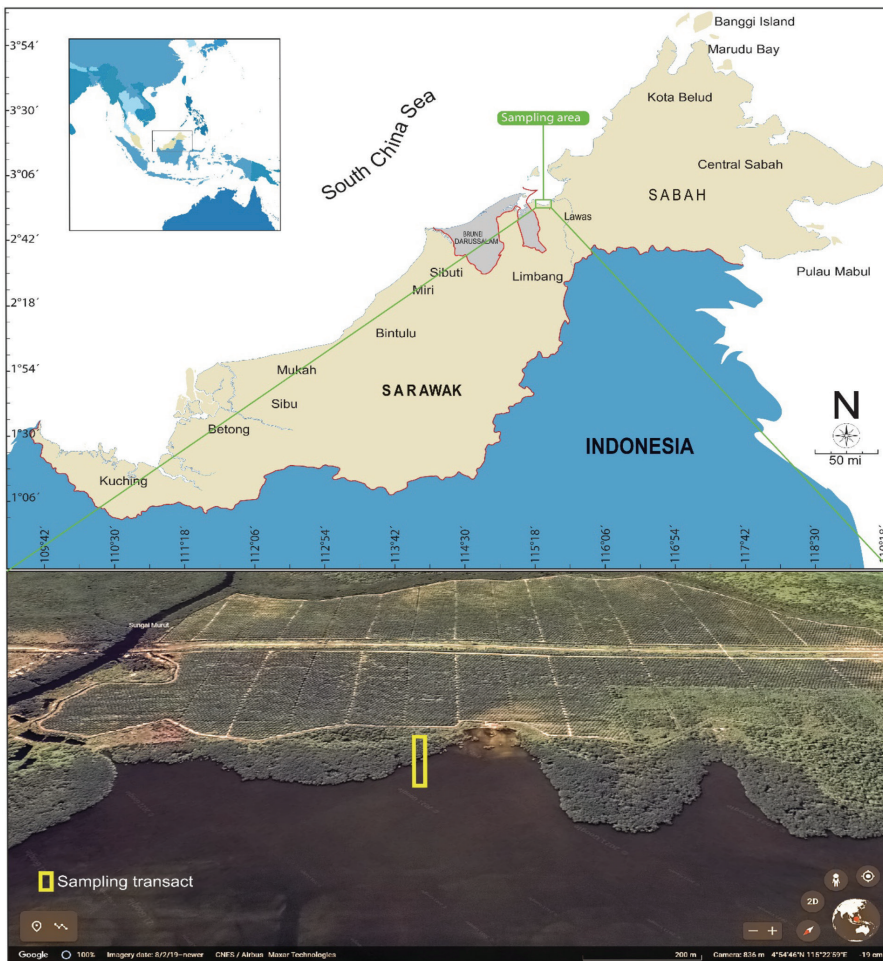 Banggi Island
Marudu Bay
Kota Belud
Central Sabah
SABAH
Pulau Mabul
South China Sea
Sampling area
Lawas
BRUNEI
DARUSSALAM
Limbang
Sibuti
Miri
Bintulu
Mukah
Sibu
SARAWAK
Betong
Kuching
INDONESIA
N
50 mi
3°54´
3°30´
3°06´
2°42´
2°18´
1°54´
1°30´
1°06´
109°42´
110°30´
111°18´
112°06´
112°54´
113°42´
114°30´
115°18´
116°06´
116°54´
117°42´
118°30´
Sungai Murut
Sampling transact
2D
Google 100% Imagery date: 8/2/19-newer CNES / Airbus Maxar Technologies 200 m Camera: 836 m 4°54'46"N 115°22'59"E -19 cm